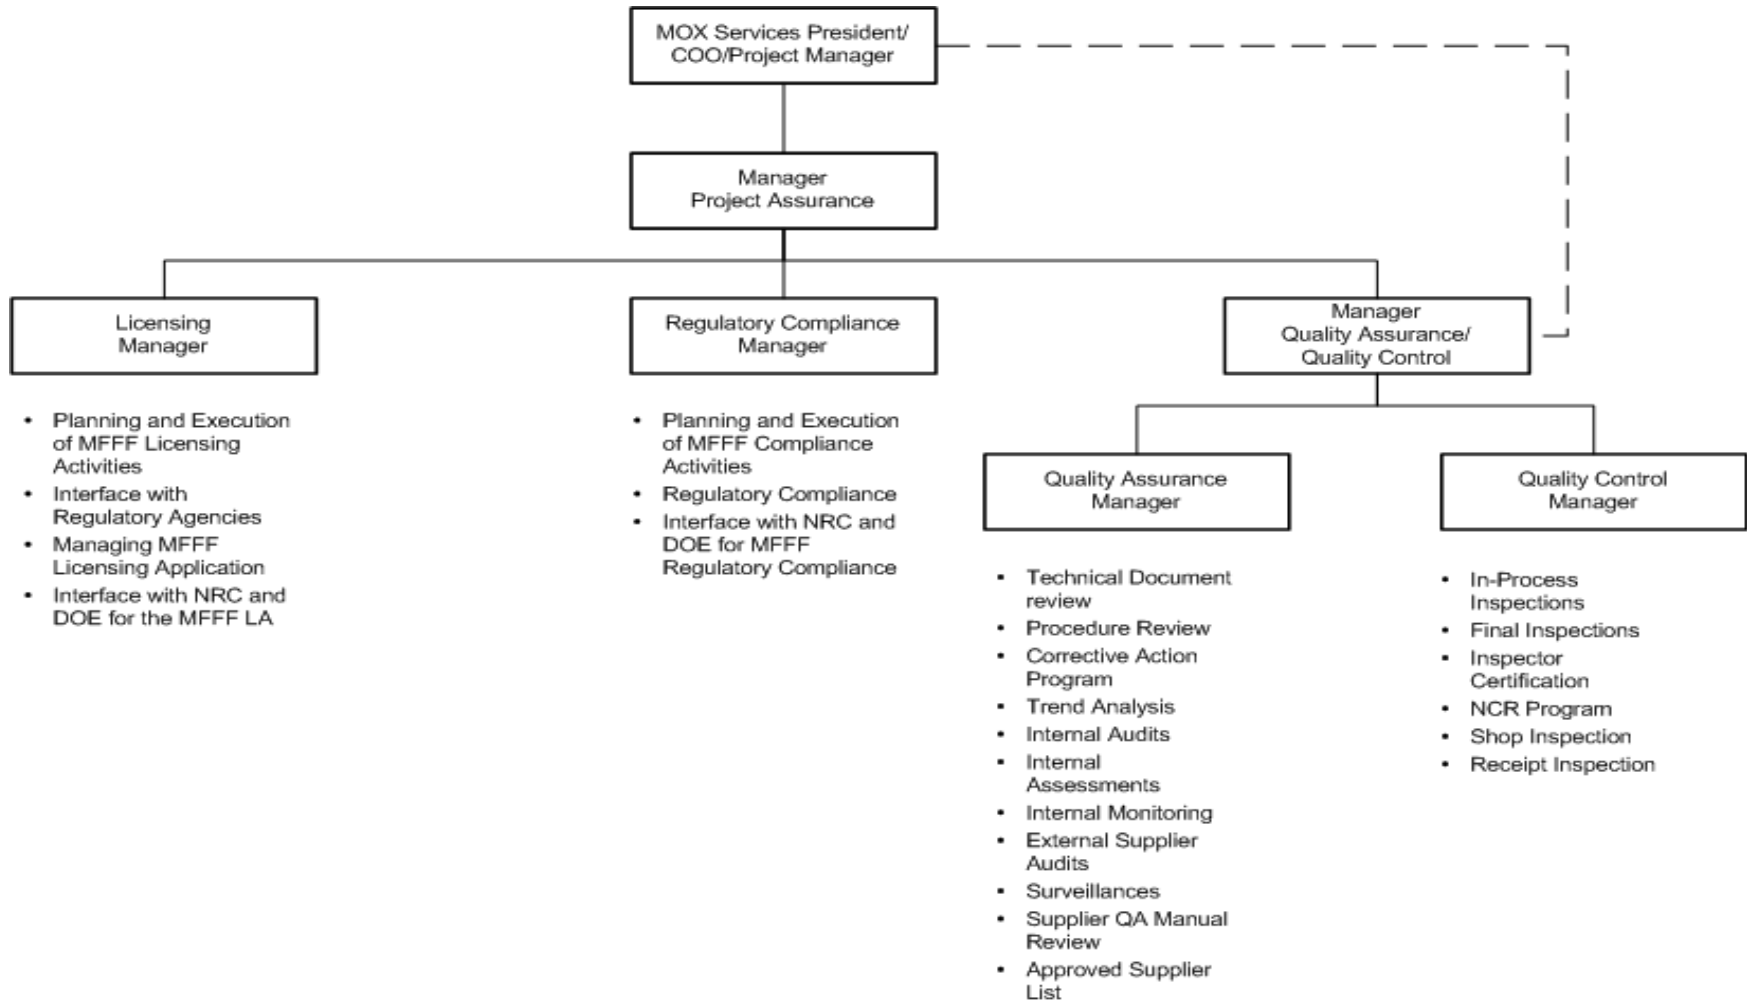 MOX Services President/
COO/Project Manager
Manager
Project Assurance
Licensing
Manager
Regulatory Compliance
Manager
Manager
Quality Assurance/
Quality Control
• Planning and Execution
of MFFF Licensing
Activities
• Interface with
Regulatory Agencies
• Managing MFFF
Licensing Application
• Interface with NRC and
DOE for the MFFF LA
• Planning and Execution
of MFFF Compliance
Activities
• Regulatory Compliance
• Interface with NRC and
DOE for MFFF
Regulatory Compliance
Quality Assurance
Manager
Quality Control
Manager
▪ Technical Document
review
• Procedure Review
• Corrective Action
Program
▪ Trend Analysis
• Internal Audits
▪ Internal
Assessments
• Internal Monitoring
• External Supplier
Audits
▪ Surveillances
• Supplier QA Manual
Review
▪ Approved Supplier
List
• In-Process
Inspections
• Final Inspections
▪ Inspector
Certification
• NCR Program
• Shop Inspection
• Receipt Inspection